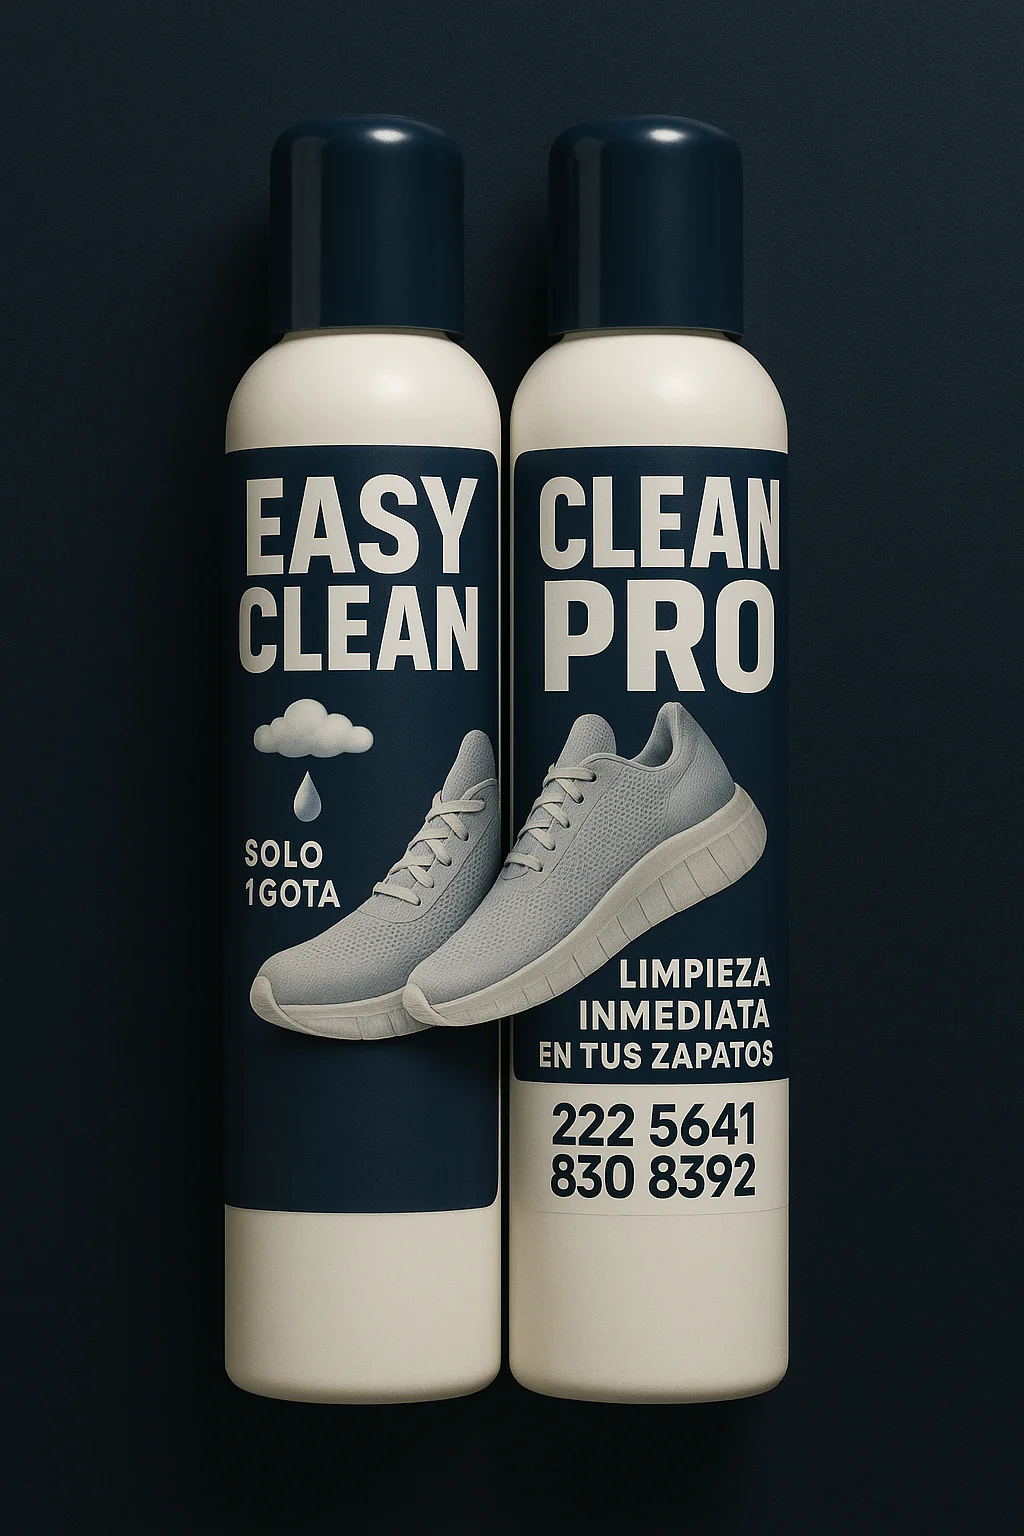 EASY
CLEAN
SOLO
1GOTA
CLEAN
PRO
LIMPIEZA
INMEDIATA
EN TUS ZAPATOS
222 5641
830 8392